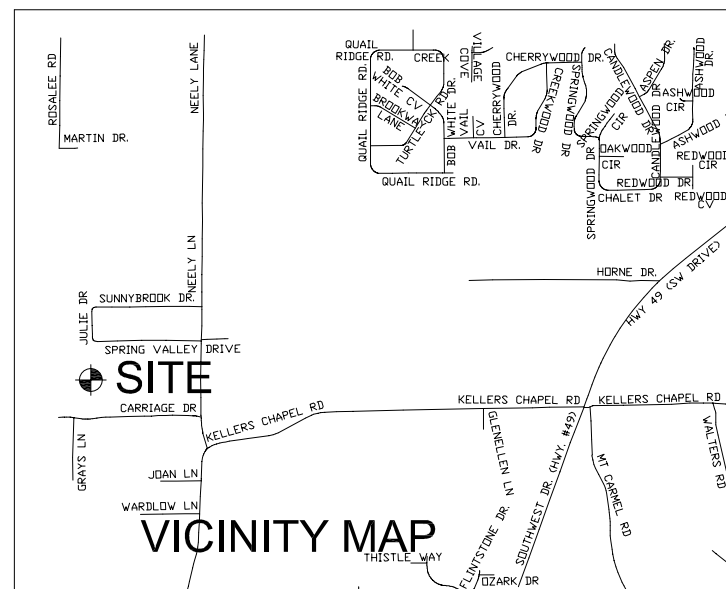 ROSALEE RD
MARTIN DR.
NEELY LANE
NEELY LN
SUNNYBROOK DR.
JULIE DR
SPRING VALLEY DRIVE
SITE
CARRIAGE DR
GRAYS LN
JOAN LN
WARDLOW LN
VICINITY MAP
KELLERS CHAPEL RD
QUAIL
RIDGE RD.
CREEK
QUAIL RIDGE RD.
BOB
WHITE CV
BROOKWA
LANE
TURTLE
CK RD.
BOB WHITE DR.
QUAIL RIDGE RD.
VILLAGE
COVE
VAIL
CV
VAIL DR.
CHERRYWOOD DR.
CHERRYWOOD
DR.
CREEKWOOD DR
SPRINGWOOD DR
SPRINGWOOD
CIR
CANDLEWOOD DR
ASPEN DR.
ASHWOOD
DR.
ASHWOOD
CIR
CANDLEWOOD DR
ASHWOOD
OAKWOOD
CIR
SPRINGWOOD DR
REDWOOD
CIR
REDWOOD DR
CHALET DR
REDWOOD
CV
HORNE DR.
HWY 49 (SW DRIVE)
KELLERS CHAPEL RD
KELLERS CHAPEL RD
GLENELLEN LN
SOUTHWEST DR. (HWY. #49)
MT CARMEL RD
WALTERS RD
FLINTSTONE DR.
THISTLE WAY
OZARK DR